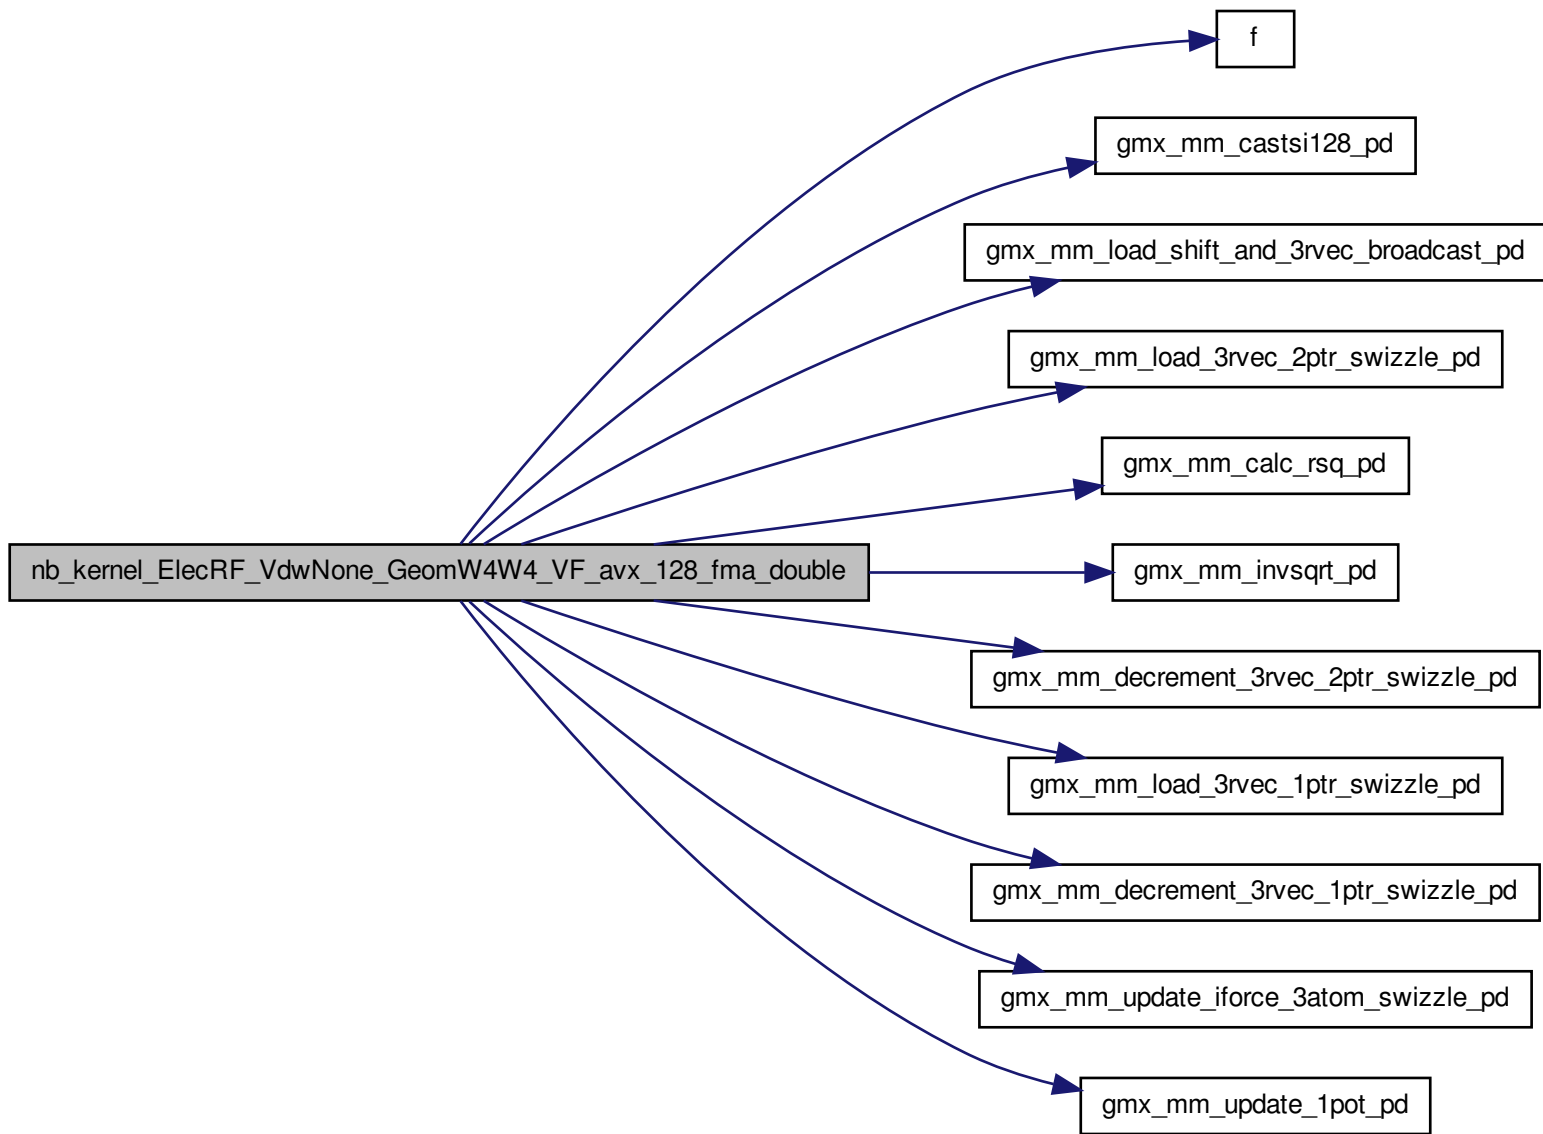 f
gmx_mm_castsi128_pd
gmx_mm_load_shift_and_3rvec_broadcast_pd
gmx_mm_load_3rvec_2ptr_swizzle_pd
gmx_mm_calc_rsq_pd
nb_kernel_ElecRF_VdwNone_GeomW4W4_VF_avx_128_fma_double
gmx_mm_invsqrt_pd
gmx_mm_decrement_3rvec_2ptr_swizzle_pd
gmx_mm_load_3rvec_1ptr_swizzle_pd
gmx_mm_decrement_3rvec_1ptr_swizzle_pd
gmx_mm_update_iforce_3atom_swizzle_pd
gmx_mm_update_1pot_pd